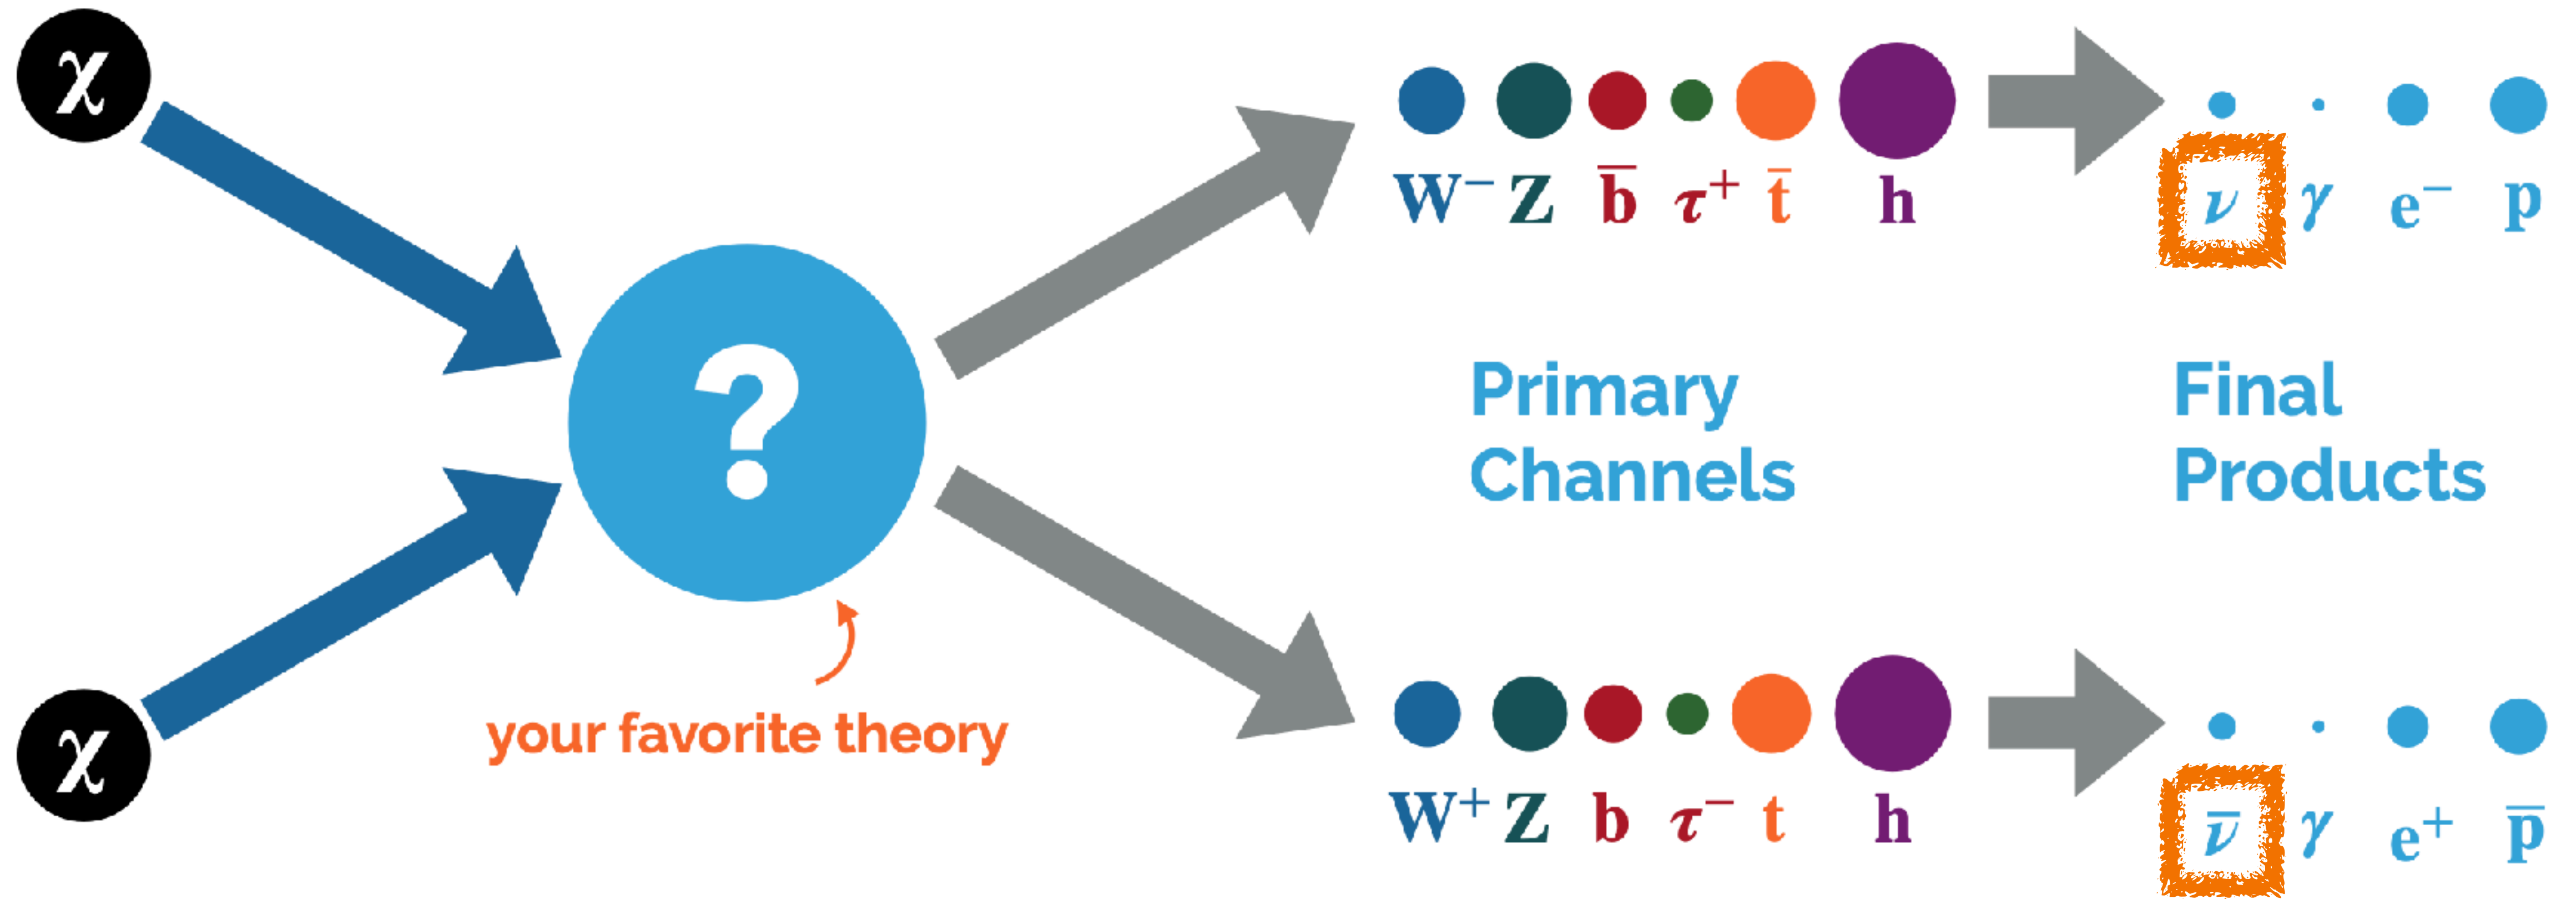 χ
W⁻ Z b̅ τ⁺ t̅ h
ν γ e⁻ p
?
Primary
Channels
Final
Products
your favorite theory
χ
W⁺ Z b τ⁻ t h
ν̅ γ e⁺ p̅